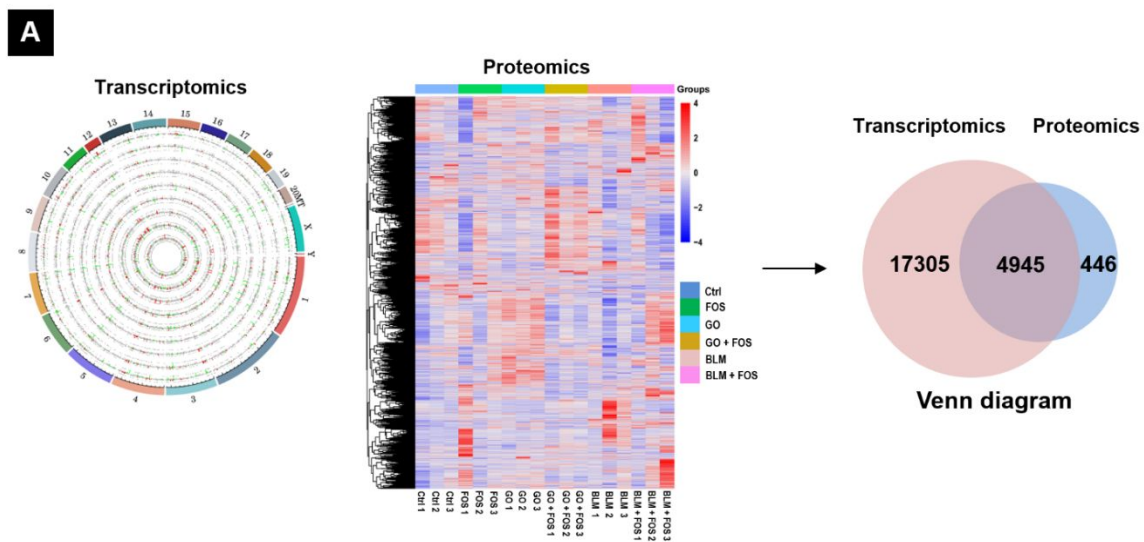 A
Transcriptomics
14
15
16
17
18
19
20MT
X
Y
1
2
3
4
5
6
7
8
9
10
11
12
13
Proteomics
Groups
4
2
0
−2
−4
Ctrl
FOS
GO
GO + FOS
BLM
BLM + FOS
Ctrl 1
Ctrl 2
Ctrl 3
FOS 1
FOS 2
FOS 3
GO 1
GO 2
GO 3
GO + FOS 1
GO + FOS 2
GO + FOS 3
BLM 1
BLM 2
BLM 3
BLM + FOS 1
BLM + FOS 2
BLM + FOS 3
Transcriptomics Proteomics
17305 4945 446
Venn diagram